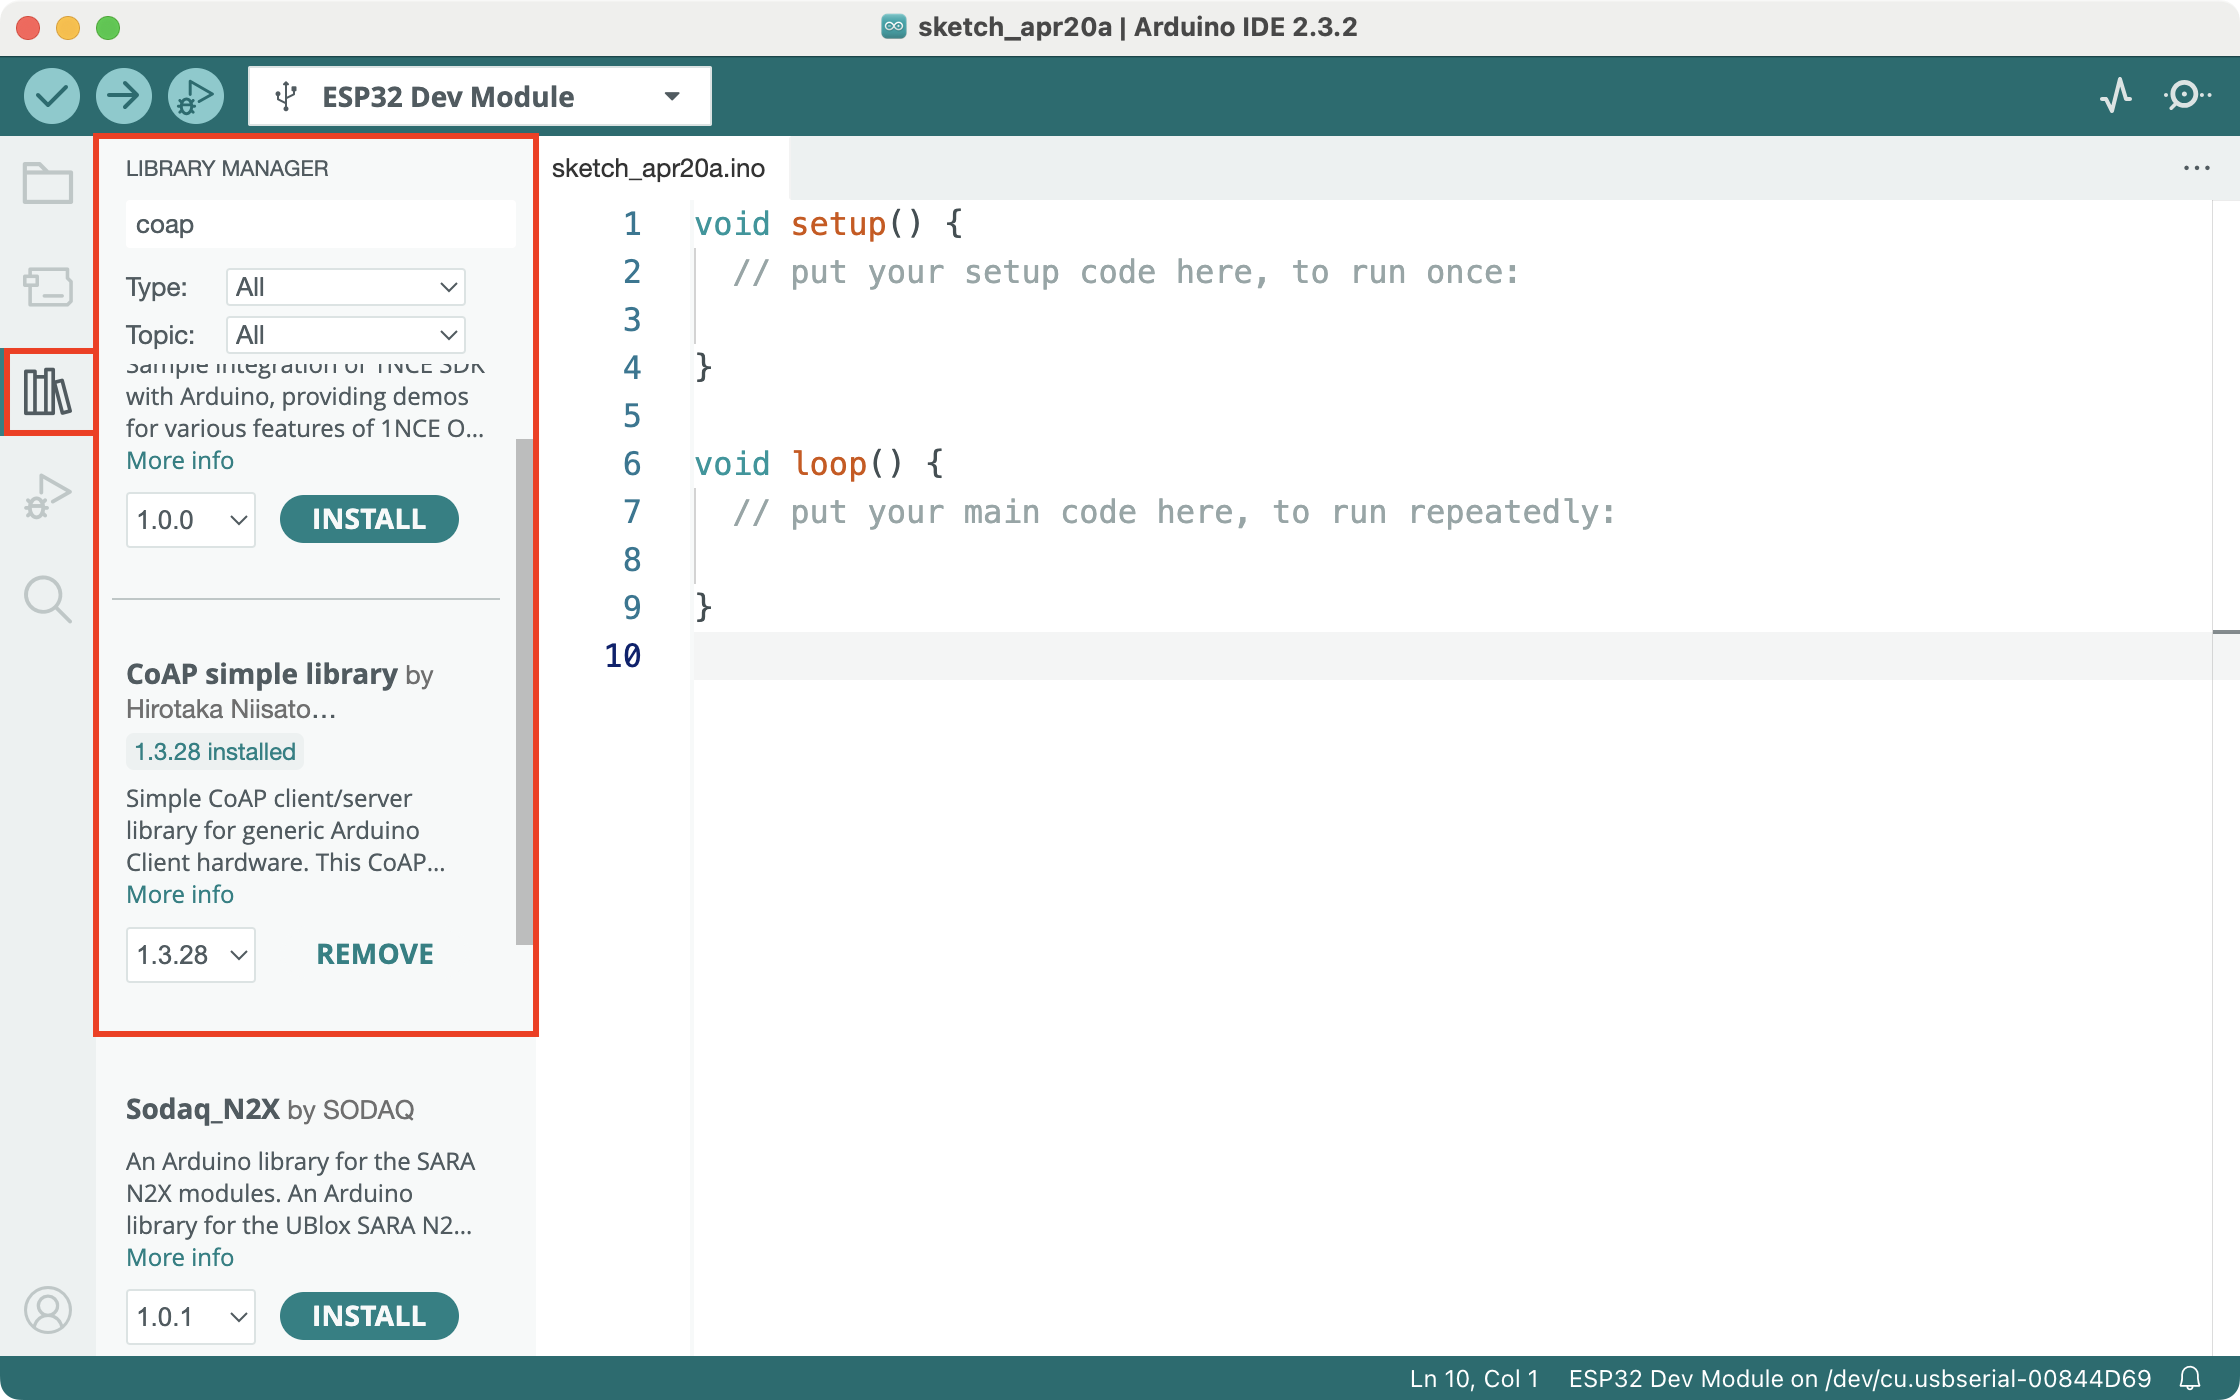 sketch_apr20a | Arduino IDE 2.3.2
ESP32 Dev Module
LIBRARY MANAGER
coap
Type: All
Topic: All
Sample integration of 1NCE SDK
with Arduino, providing demos
for various features of 1NCE O...
More info
1.0.0 INSTALL
CoAP simple library by
Hirotaka Niisato...
1.3.28 installed
Simple CoAP client/server
library for generic Arduino
Client hardware. This CoAP...
More info
1.3.28 REMOVE
Sodaq_N2X by SODAQ
An Arduino library for the SARA
N2X modules. An Arduino
library for the UBlox SARA N2...
More info
1.0.1 INSTALL
sketch_apr20a.ino
...
1 void setup() {
2 // put your setup code here, to run once:
3
4 }
5
6 void loop() {
7 // put your main code here, to run repeatedly:
8
9 }
10
Ln 10, Col 1 ESP32 Dev Module on /dev/cu.usbserial-00844D69